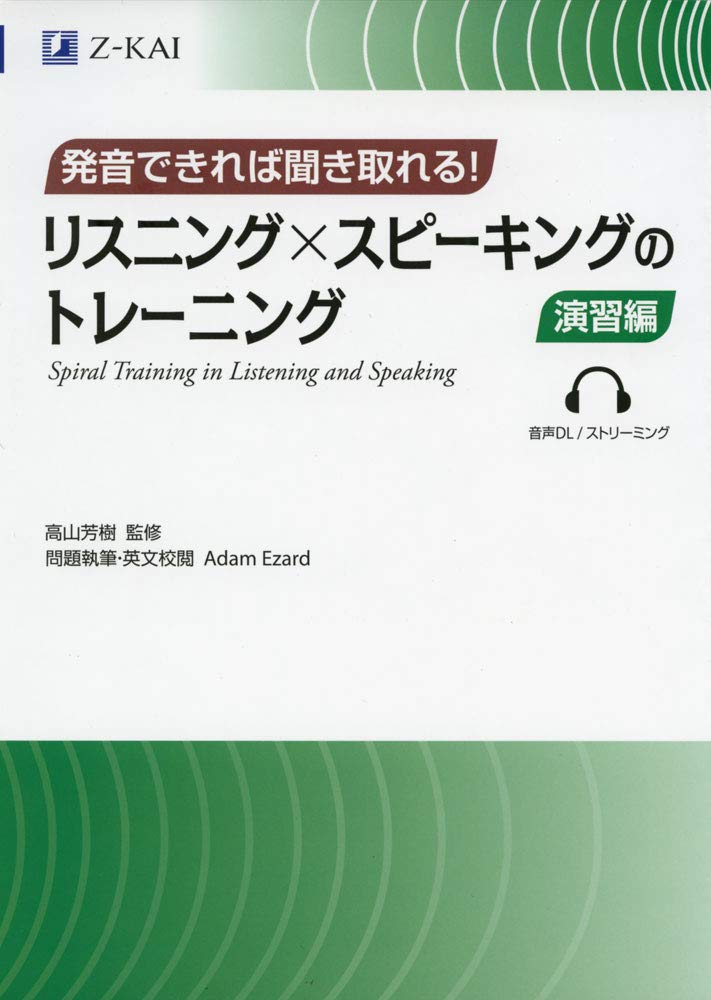 Z-KAI
発音できれば聞き取れる!
リスニング×スピーキングの
トレーニング
演習編
Spiral Training in Listening and Speaking
音声DL / ストリーミング
高山芳樹 監修
問題執筆・英文校閲 Adam Ezard